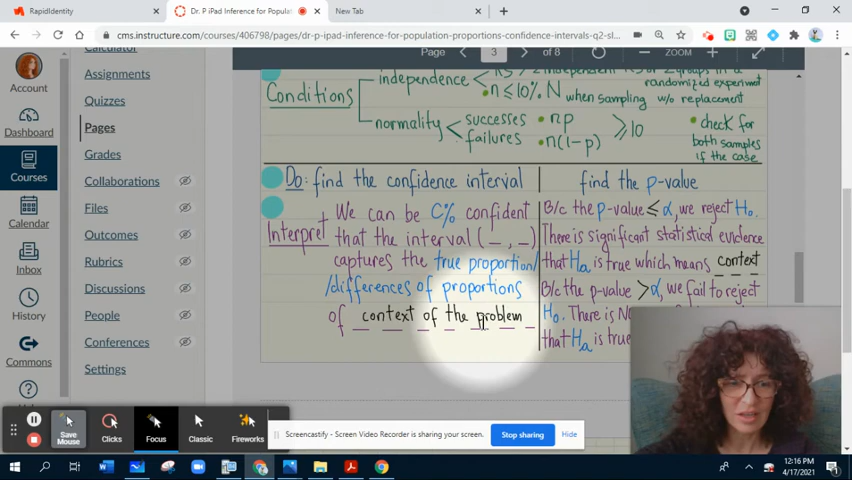 RapidIdentity
Dr. P iPad Inference for Populat
New Tab
cms.instructure.com/courses/406798/pages/dr-p-ipad-inference-for-population-proportions-confidence-intervals-q2-sl
Account
Dashboard
Courses
Calendar
Inbox
History
Commons
Help
Calculator
Assignments
Quizzes
Pages
Grades
Collaborations
Files
Outcomes
Rubrics
Discussions
People
Conferences
Settings
Page 3 of 8 ZOOM
independence
independent
groups in a
randomized experiment
Conditions
n ≤ 10% N when sampling w/o replacement
normality
successes • np
failures • n(1-p) ≥10
• check for
both samples
if the case
Do: find the confidence interval
find the p-value
Interpret
We can be C% confident
that the interval (_ , _)
captures the true proportion/
/differences of proportions
of context of the problem
B/c the p-value ≤ α, we reject H₀.
There is significant statistical evidence
that Ha is true which means context
B/c the p-value > α, we fail to reject
H₀. There is No
that Ha is true
Save Mouse
Clicks
Focus
Classic
Fireworks
Screencastify - Screen Video Recorder is sharing your screen.
Stop sharing
Hide
12:16 PM
4/17/2021